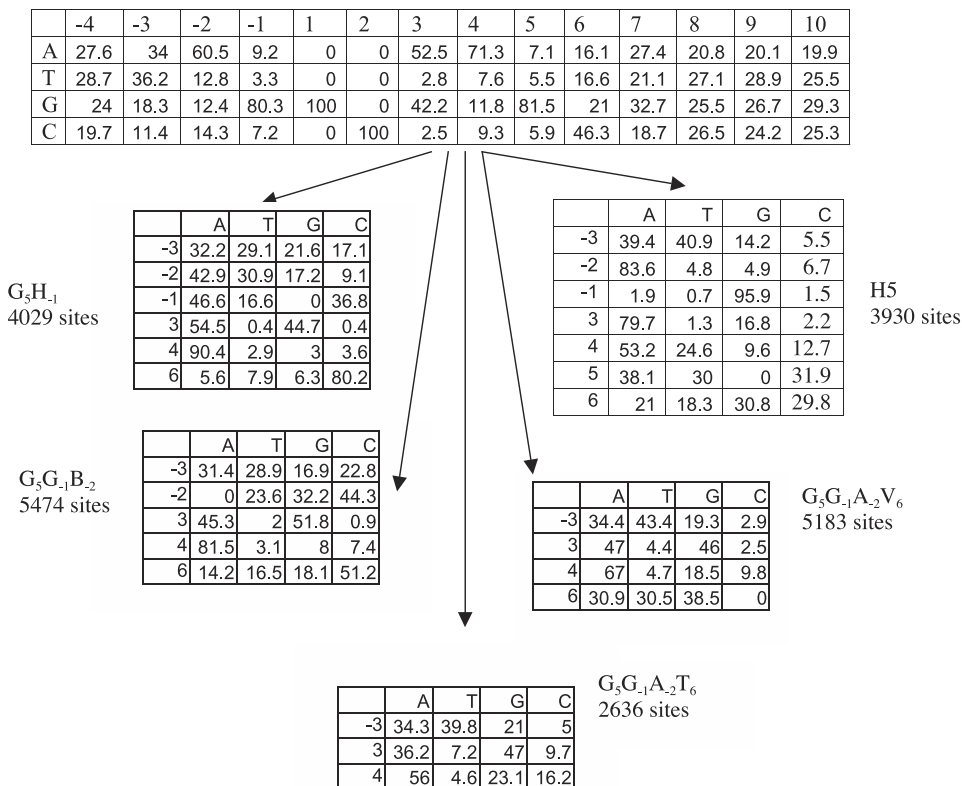 -4 -3 -2 -1 1 2 3 4 5 6 7 8 9 10
A 27.6 34 60.5 9.2 0 0 52.5 71.3 7.1 16.1 27.4 20.8 20.1 19.9
T 28.7 36.2 12.8 3.3 0 0 2.8 7.6 5.5 16.6 21.1 27.1 28.9 25.5
G 24 18.3 12.4 80.3 100 0 42.2 11.8 81.5 21 32.7 25.5 26.7 29.3
C 19.7 11.4 14.3 7.2 0 100 2.5 9.3 5.9 46.3 18.7 26.5 24.2 25.3
G5H-1
4029 sites
A T G C
-3 32.2 29.1 21.6 17.1
-2 42.9 30.9 17.2 9.1
-1 46.6 16.6 0 36.8
3 54.5 0.4 44.7 0.4
4 90.4 2.9 3 3.6
6 5.6 7.9 6.3 80.2
A T G C
-3 39.4 40.9 14.2 5.5
-2 83.6 4.8 4.9 6.7
-1 1.9 0.7 95.9 1.5
3 79.7 1.3 16.8 2.2
4 53.2 24.6 9.6 12.7
5 38.1 30 0 31.9
6 21 18.3 30.8 29.8
H5
3930 sites
G5G-1B-2
5474 sites
A T G C
-3 31.4 28.9 16.9 22.8
-2 0 23.6 32.2 44.3
3 45.3 2 51.8 0.9
4 81.5 3.1 8 7.4
6 14.2 16.5 18.1 51.2
A T G C
-3 34.4 43.4 19.3 2.9
3 47 4.4 46 2.5
4 67 4.7 18.5 9.8
6 30.9 30.5 38.5 0
G5G-1A-2V6
5183 sites
G5G-1A-2T6
2636 sites
A T G C
-3 34.3 39.8 21 5
3 36.2 7.2 47 9.7
4 56 4.6 23.1 16.2